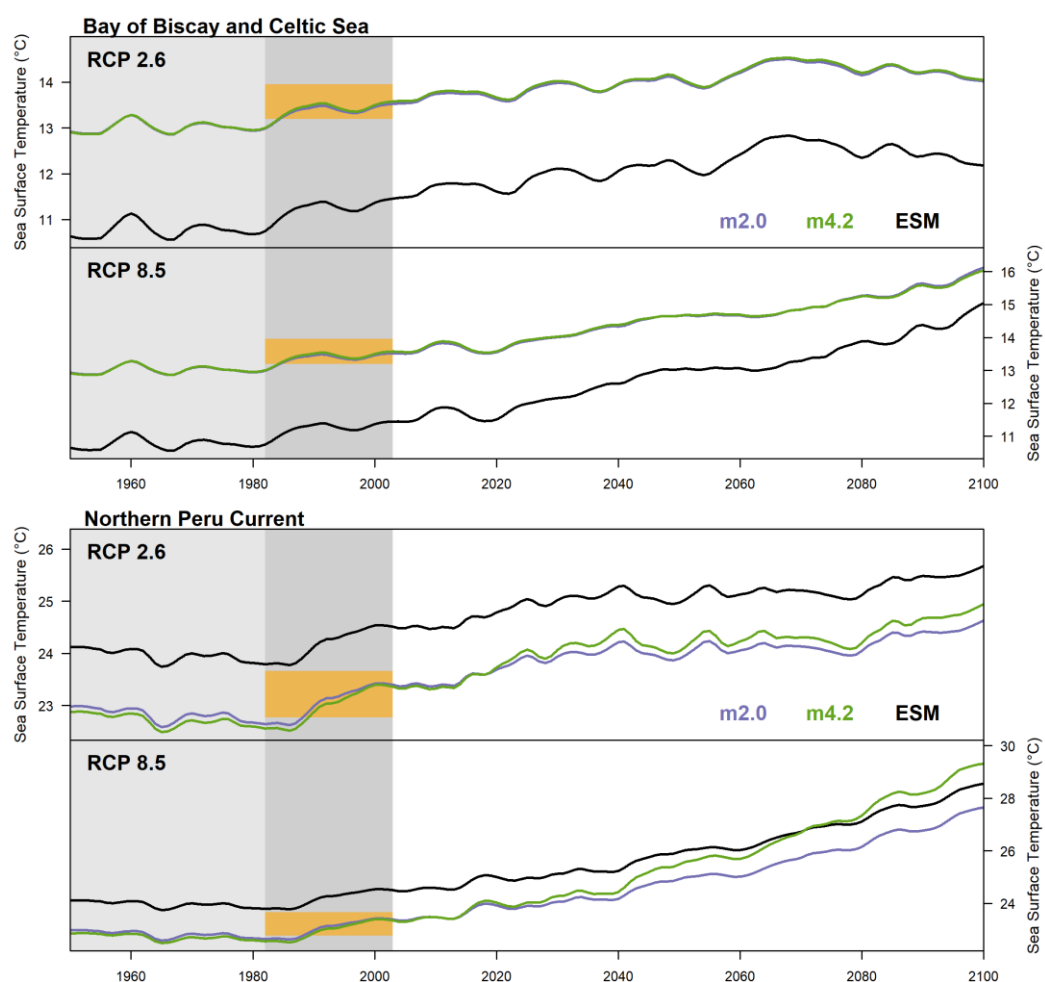 Bay of Biscay and Celtic Sea
RCP 2.6
Sea Surface Temperature (°C)
14
13
12
11
m2.0 m4.2 ESM
RCP 8.5
Sea Surface Temperature (°C)
16
15
14
13
12
11
1960 1980 2000 2020 2040 2060 2080 2100
Northern Peru Current
RCP 2.6
Sea Surface Temperature (°C)
26
25
24
23
m2.0 m4.2 ESM
RCP 8.5
Sea Surface Temperature (°C)
30
28
26
24
1960 1980 2000 2020 2040 2060 2080 2100